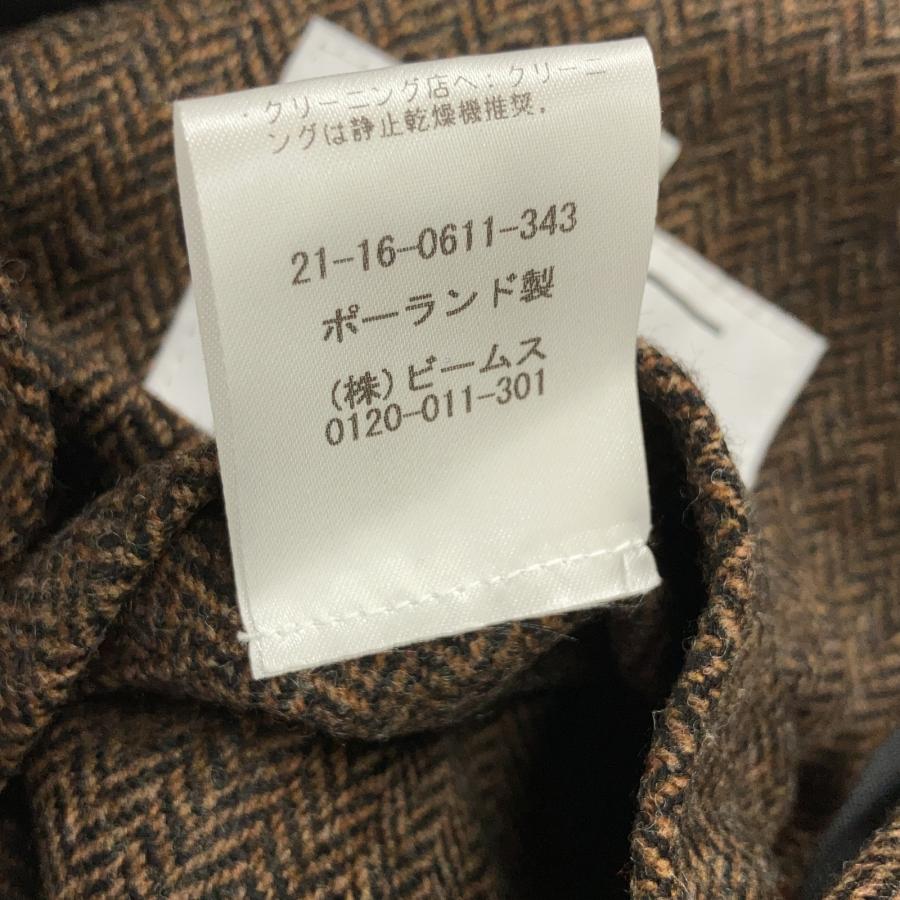 ・クリーニング店へ：クリーニ
ングは静止乾燥機推奨.
21-16-0611-343
ポーランド製
(株)ビームス
0120-011-301